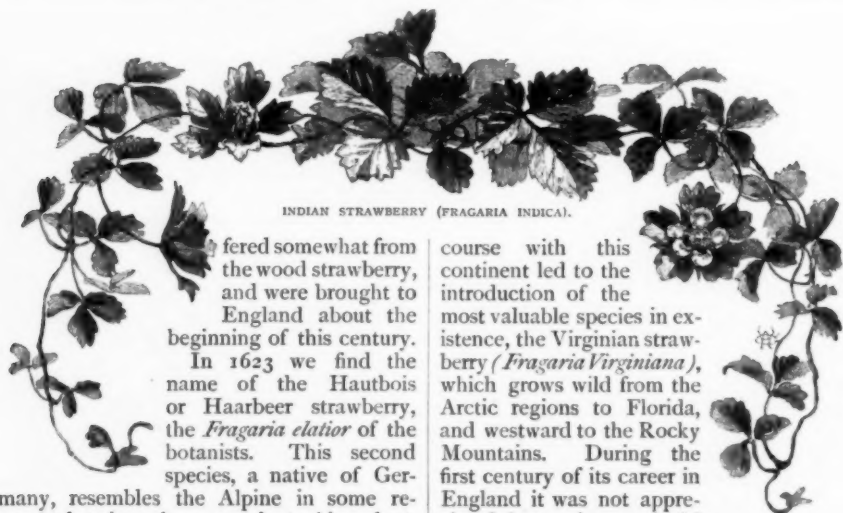 INDIAN STRAWBERRY (FRAGARIA INDICA).
fered somewhat from
the wood strawberry,
and were brought to
England about the
beginning of this century.
In 1623 we find the
name of the Hautbois
or Haarbeer strawberry,
the Fragaria elatior of the
botanists. This second
species, a native of Ger-
many, resembles the Alpine in some re-
course with this
continent led to the
introduction of the
most valuable species in ex-
istence, the Virginian straw-
berry (Fragaria Virginiana),
which grows wild from the
Arctic regions to Florida,
and westward to the Rocky
Mountains. During the
first century of its career in
England it was not appre-